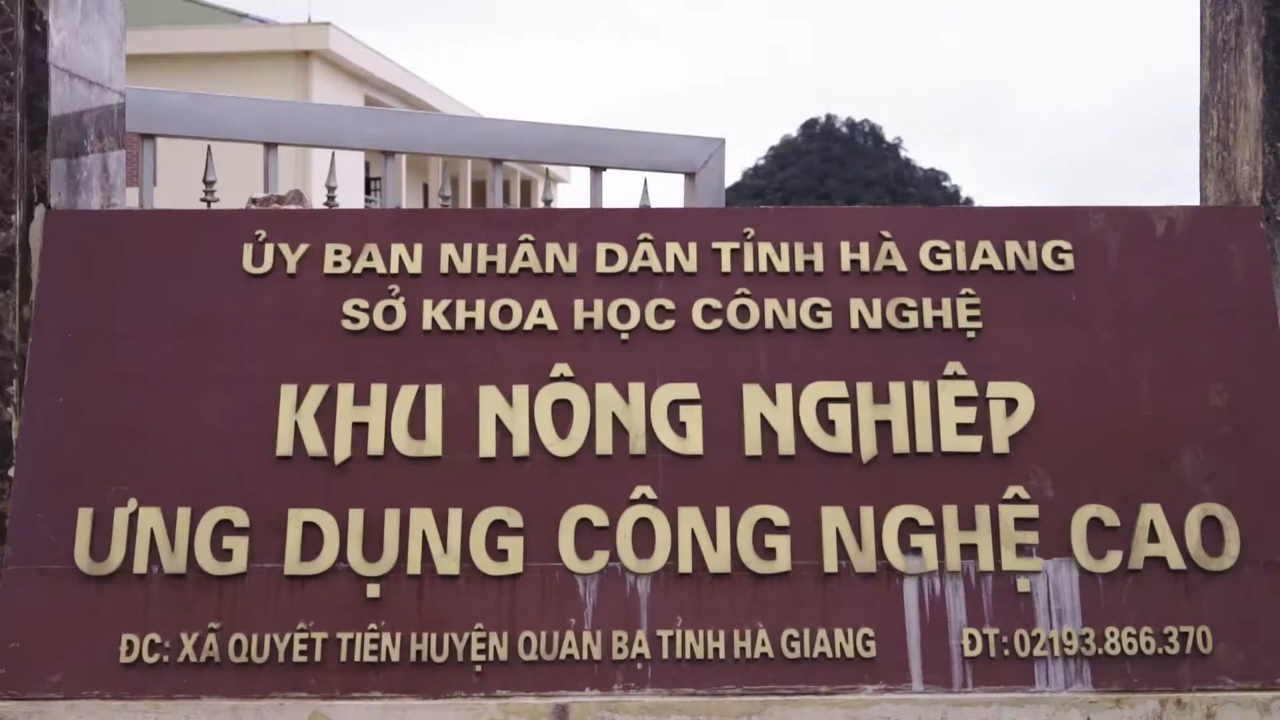 ỦY BAN NHÂN DÂN TỈNH HÀ GIANG
SỞ KHOA HỌC CÔNG NGHỆ
KHU NÔNG NGHIÊP
ƯNG DỤNG CÔNG NGHỆ CAO
ĐC: XÃ QUYẾT TIẾN HUYỆN QUẢN BẠ TỈNH HÀ GIANG ĐT: 02193.866.370